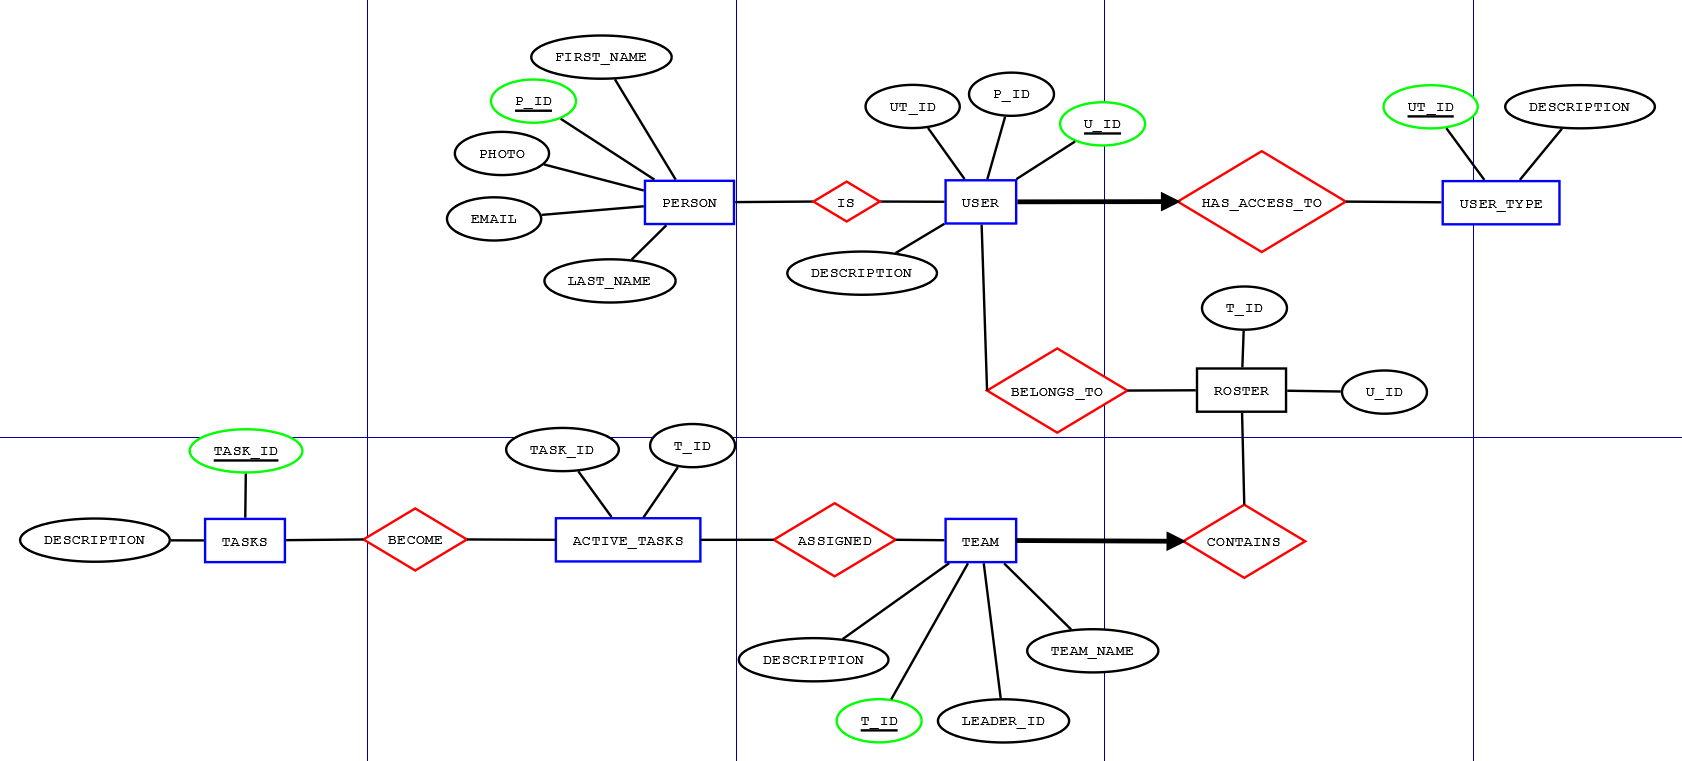 FIRST_NAME
P_ID
PHOTO
EMAIL
LAST_NAME
PERSON
IS
UT_ID
P_ID
U_ID
USER
DESCRIPTION
HAS_ACCESS_TO
UT_ID
DESCRIPTION
USER_TYPE
T_ID
BELONGS_TO
ROSTER
U_ID
TASK_ID
DESCRIPTION
TASKS
BECOME
TASK_ID
T_ID
ACTIVE_TASKS
ASSIGNED
TEAM
CONTAINS
DESCRIPTION
T_ID
LEADER_ID
TEAM_NAME